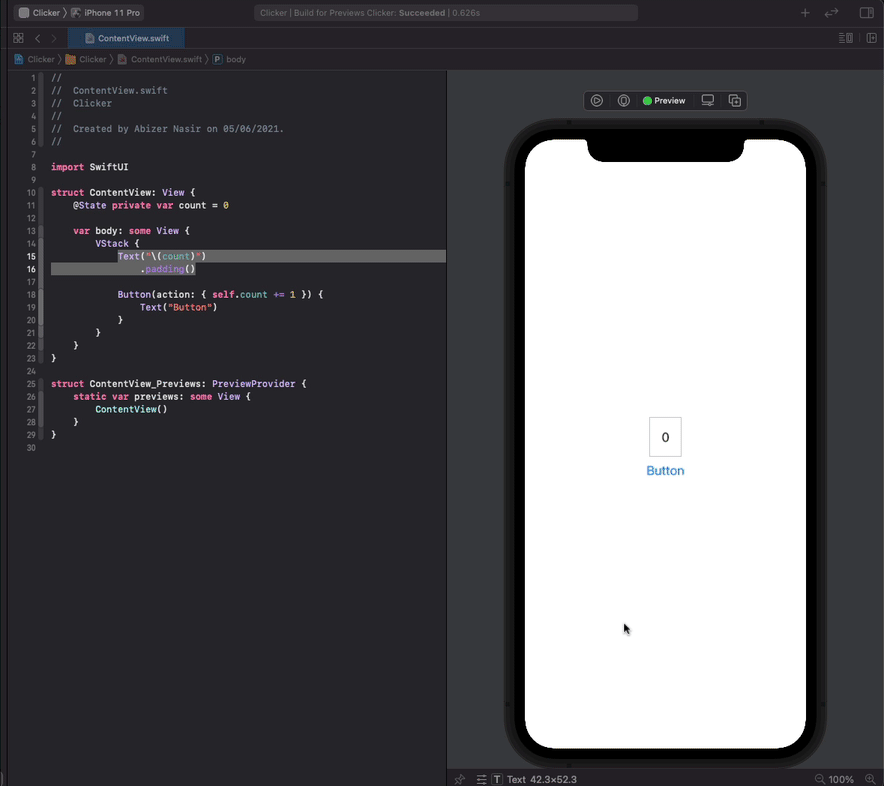 Clicker 〉 iPhone 11 Pro
Clicker | Build for Previews Clicker: Succeeded | 0.626s
ContentView.swift
Clicker 〉 Clicker 〉 ContentView.swift 〉 P body
1 //
2 //  ContentView.swift
3 //  Clicker
4 //
5 //  Created by Abizer Nasir on 05/06/2021.
6 //
7
8 import SwiftUI
9
10 struct ContentView: View {
11     @State private var count = 0
12
13     var body: some View {
14         VStack {
15             Text("\(count)")
16                 .padding()
17
18             Button(action: { self.count += 1 }) {
19                 Text("Button")
20             }
21         }
22     }
23 }
24
25 struct ContentView_Previews: PreviewProvider {
26     static var previews: some View {
27         ContentView()
28     }
29 }
30
Preview
0
Button
T Text 42.3×52.3
100%